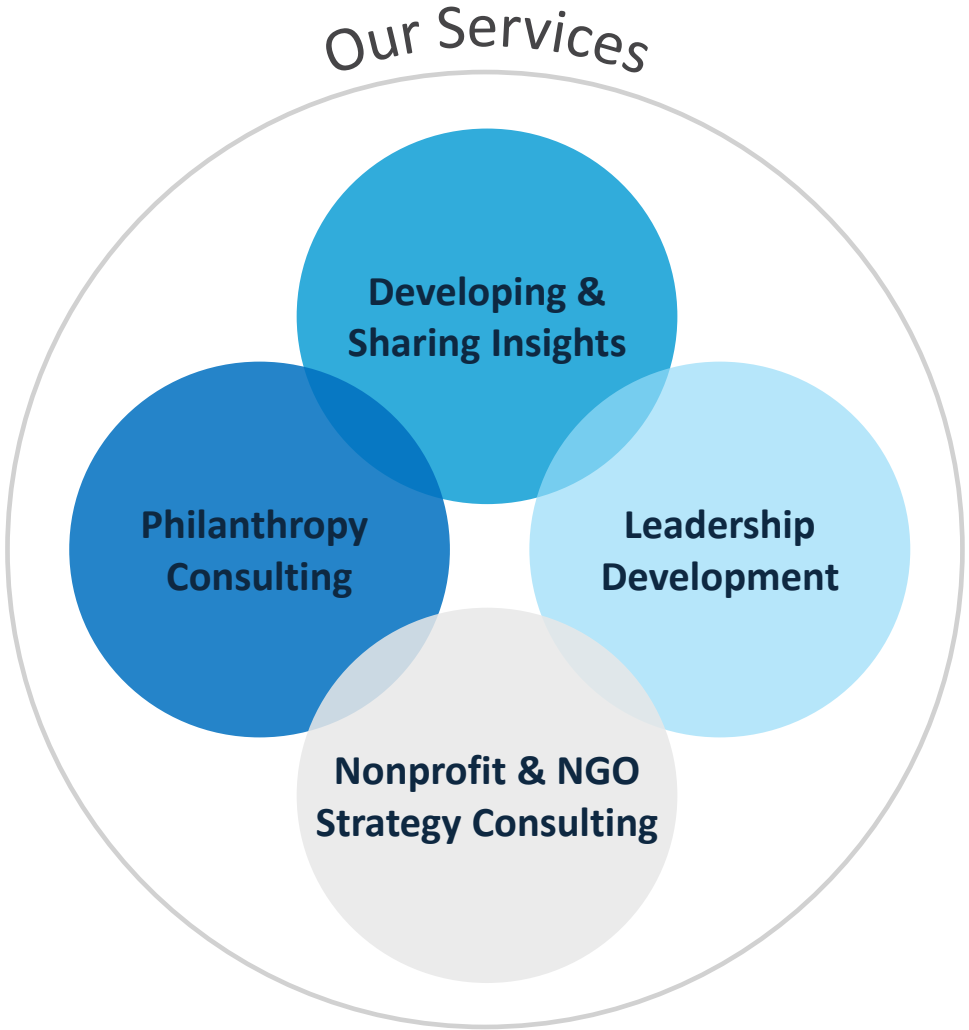 Our Services
Developing &
Sharing Insights
Philanthropy
Consulting
Leadership
Development
Nonprofit & NGO
Strategy Consulting